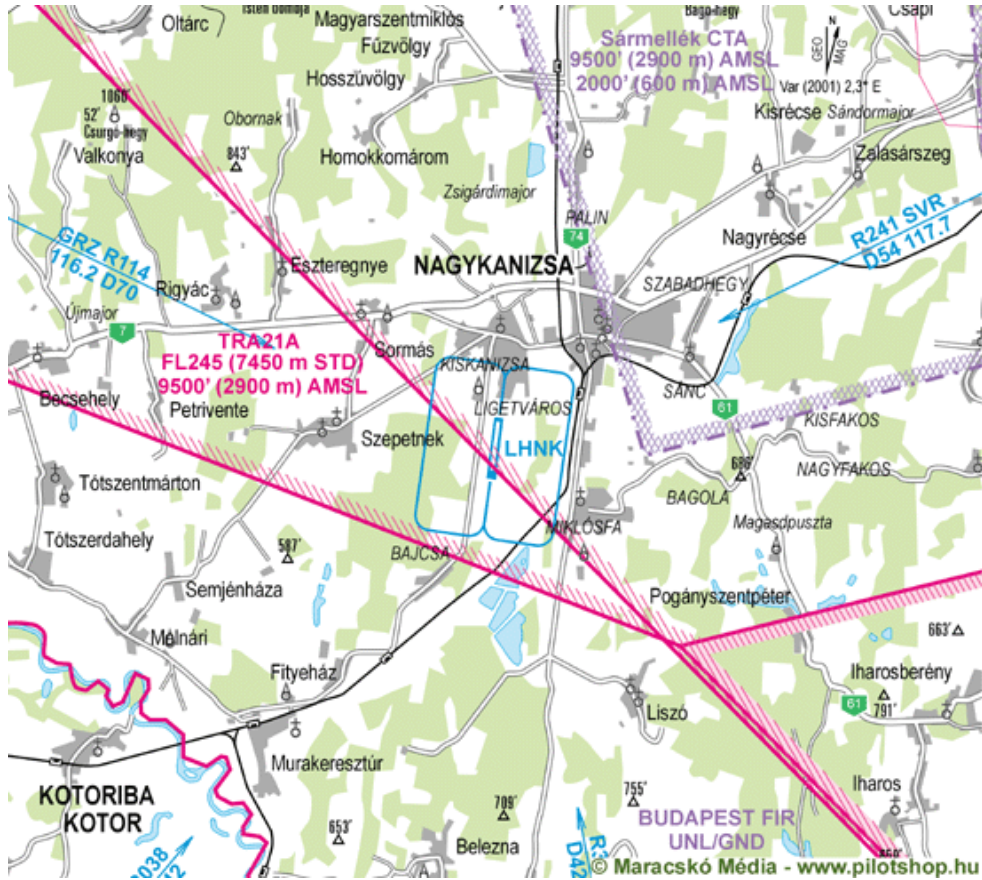 Oltárc
Magyarszentmiklós
Fűzvölgy
Hosszúvölgy
Sármellék CTA
9500' (2900 m) AMSL
2000' (600 m) AMSL
GEO
MAG
N
Var (2001) 2,3° E
Csapi
Kisrécse
Sándormajor
1060'
52'
Csurgó-hegy
Obornak
Valkonya
843'
Homokkomárom
Zsigárdimajor
Zalasárszeg
PALIN
74
Nagyrécse
R241 SVR
D54 117.7
GRZ R114
116.2 D70
Eszteregnye
NAGYKANIZSA
SZABADHEGY
Rigyác
Újmajor
7
TRA21A
FL245 (7450 m STD)
9500' (2900 m) AMSL
Sormás
KISKANIZSA
SÁNC
Becsehely
Petrivente
LIGETVÁROS
61
KISFAKOS
Szepetnek
LHNK
686'
NAGYFAKOS
Tótszentmárton
BAGOLA
Tótszerdahely
MIKLÓSFA
Magasdpuszta
587'
BAJCSA
Semjénháza
Pogányszentpéter
Molnári
663'
Fityeház
Iharosberény
61
791'
Liszó
Murakeresztúr
Iharos
KOTORIBA
KOTOR
755'
709'
BUDAPEST FIR
UNL/GND
653'
Belezna
© Maracskó Média - www.pilotshop.hu